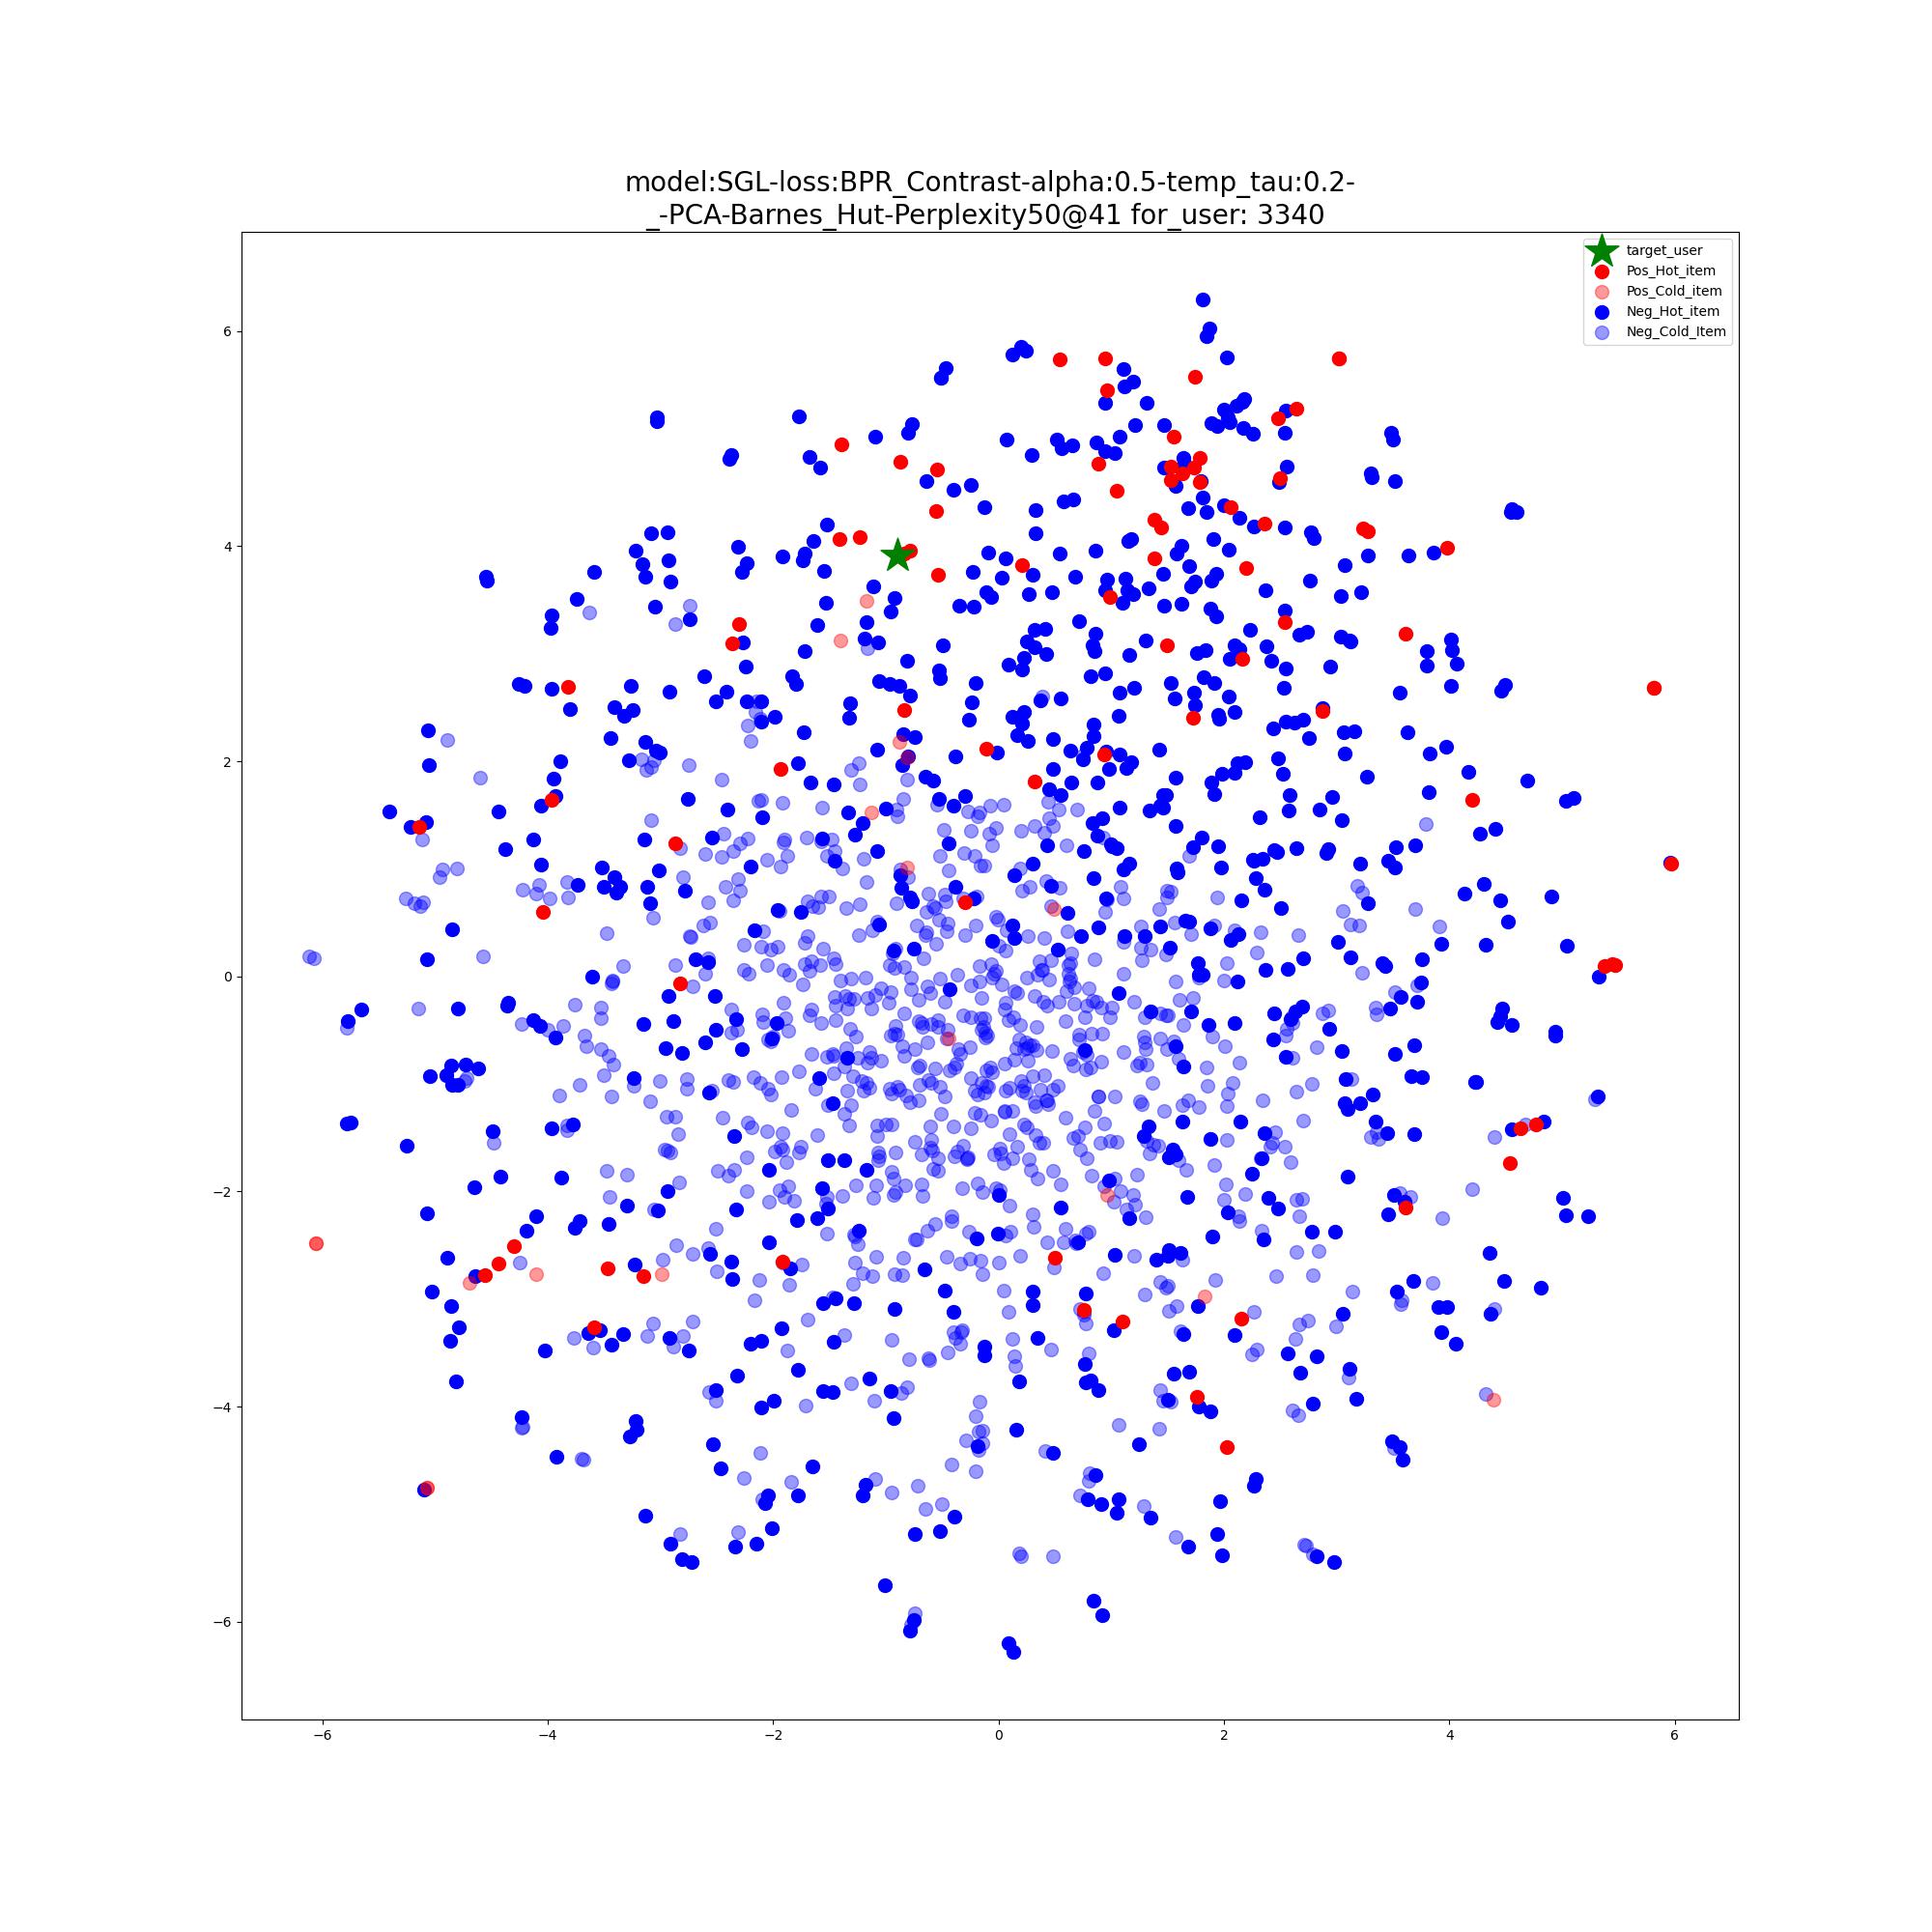 model:SGL-loss:BPR_Contrast-alpha:0.5-temp_tau:0.2-
_-PCA-Barnes_Hut-Perplexity50@41 for_user: 3340
target_user
Pos_Hot_item
Pos_Cold_item
Neg_Hot_item
Neg_Cold_Item
6
4
2
0
−2
−4
−6
−6 −4 −2 0 2 4 6